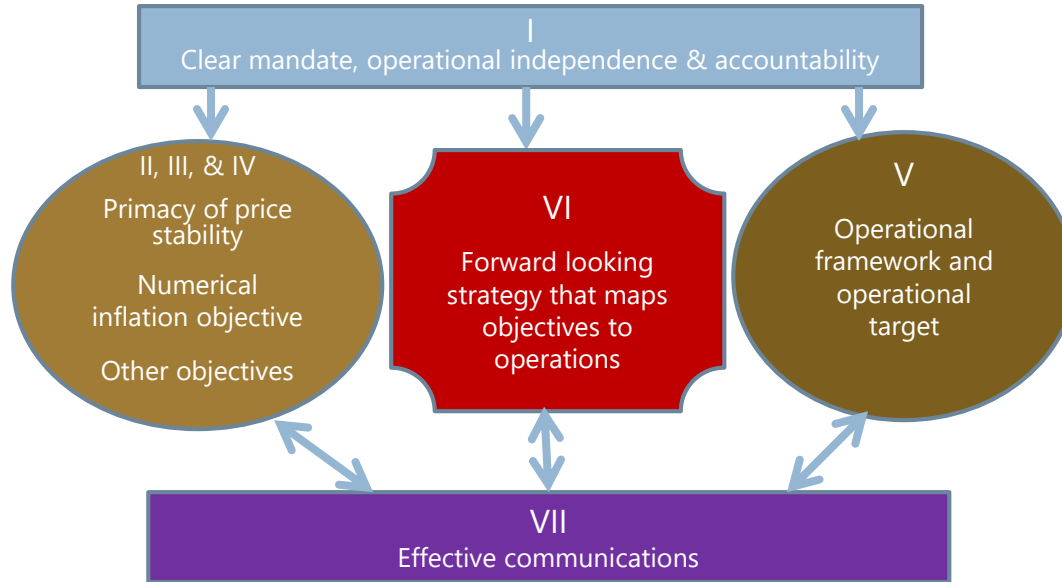 I
Clear mandate, operational independence & accountability
II, III, & IV
Primacy of price
stability
Numerical
inflation objective
Other objectives
VI
Forward looking
strategy that maps
objectives to
operations
V
Operational
framework and
operational
target
VII
Effective communications